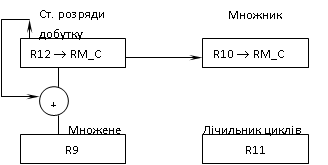 Ст. розряди
добутку
Множник
R12 → RM_C
R10 → RM_C
+
Множене
Лічильник циклів
R9
R11